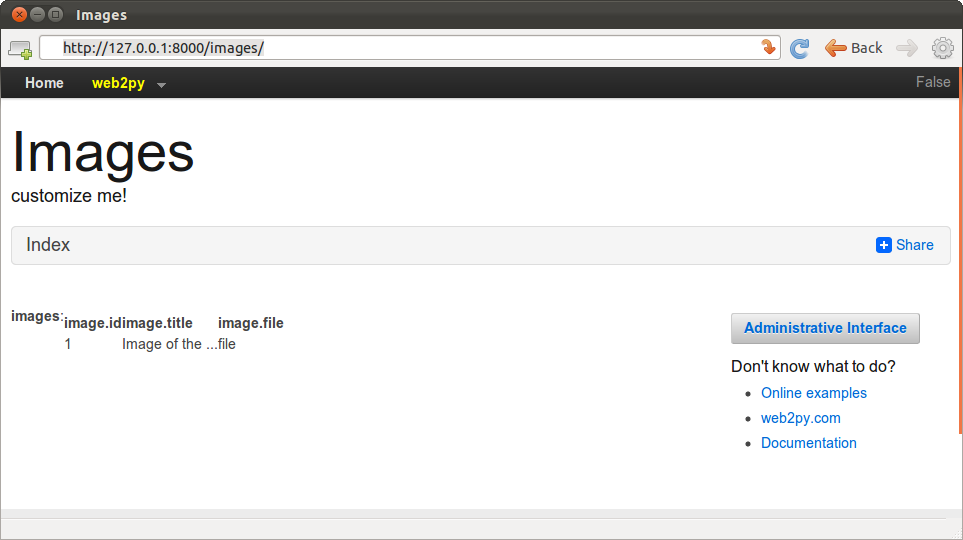 Images
http://127.0.0.1:8000/images/
Back
Home web2py False
Images
customize me!
Index Share
images: image.id image.title image.file
1 Image of the ... file
Administrative Interface
Don't know what to do?
Online examples
web2py.com
Documentation